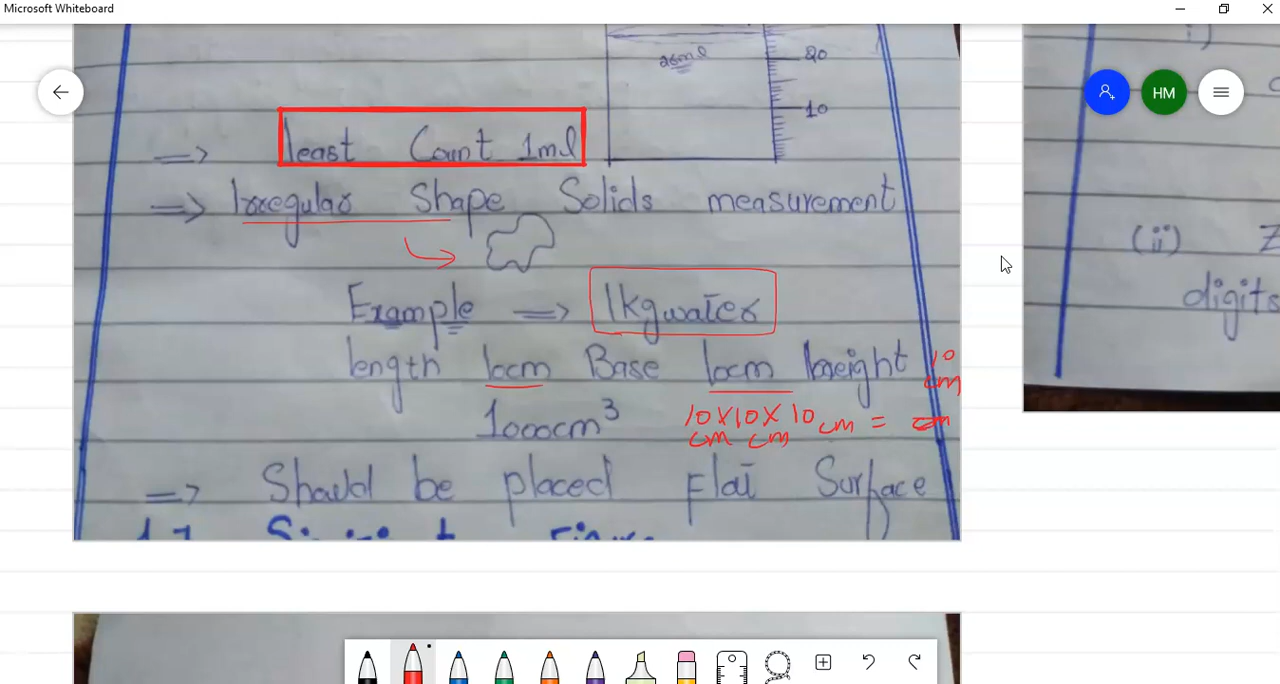 Microsoft Whiteboard
i)
26ml
20
HM
10
=> least Count 1ml
=> Irregular Shape Solids measurement
(ii)
digits
Example => 1kg water
length 10cm Base 10cm height 10 cm
1000cm³ 10 cm X 10 cm X 10 cm = cm
=> Should be placed Flat Surface